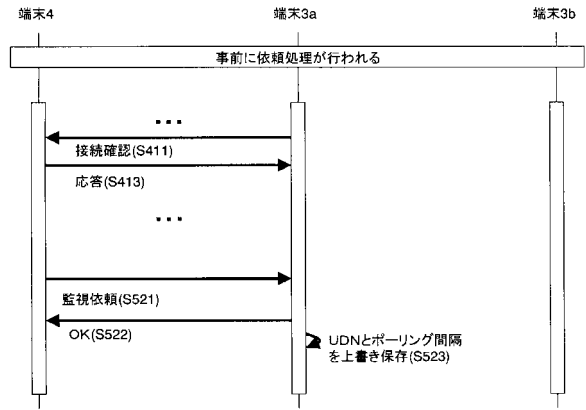 端末4
端末3a
端末3b
事前に依頼処理が行われる
...
接続確認(S411)
応答(S413)
...
監視依頼(S521)
OK(S522)
UDNとポーリング間隔
を上書き保存(S523)